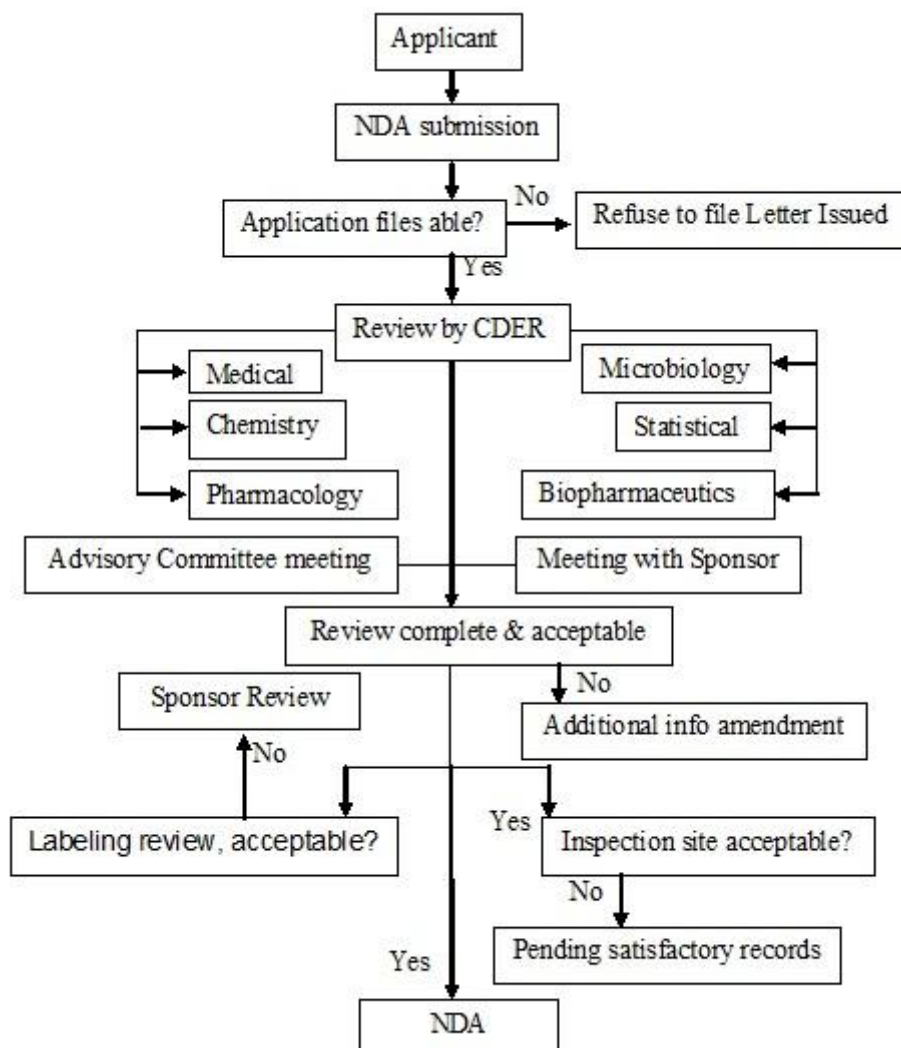 Applicant
NDA submission
No
Application files able?
Refuse to file Letter Issued
Yes
Review by CDER
Medical
Microbiology
Chemistry
Statistical
Pharmacology
Biopharmaceutics
Advisory Committee meeting
Meeting with Sponsor
Review complete & acceptable
No
Sponsor Review
Additional info amendment
No
Yes
Labeling review, acceptable?
Inspection site acceptable?
No
Pending satisfactory records
Yes
NDA